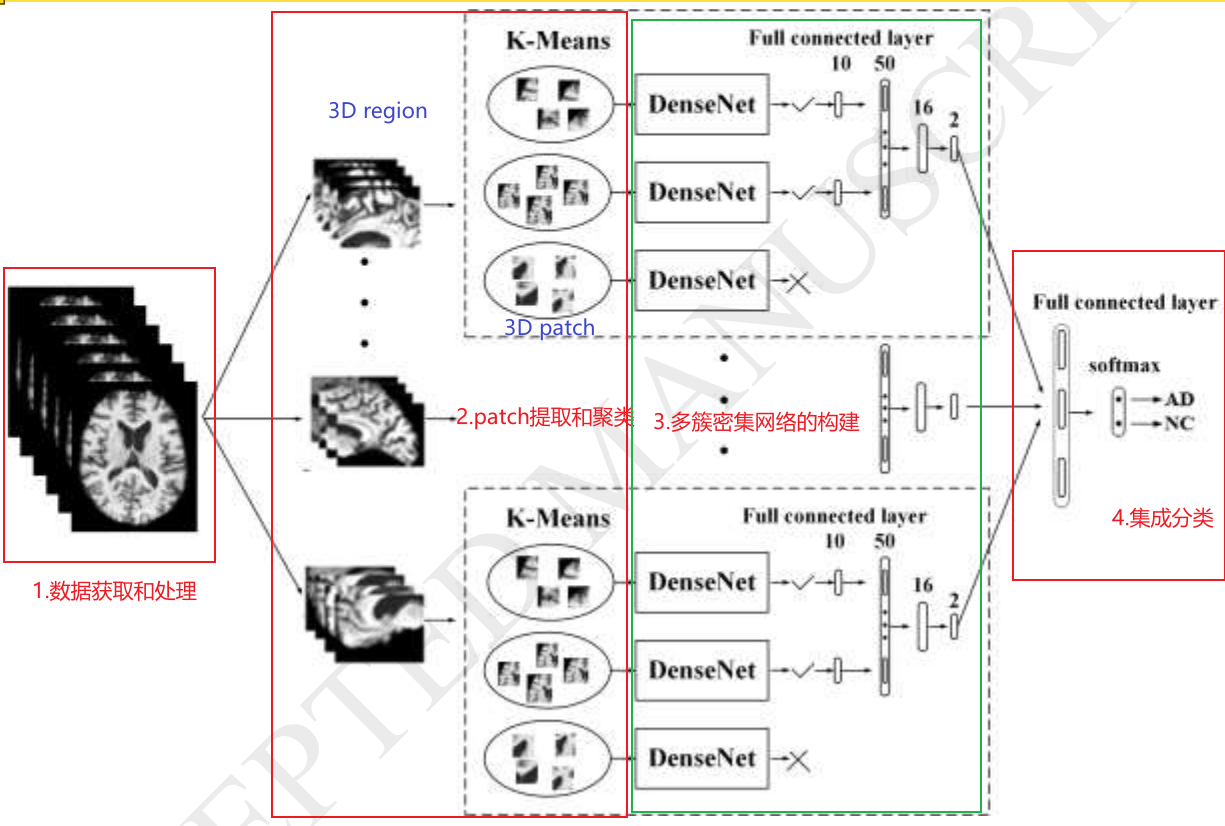 K-Means
Full connected layer
10
50
3D region
DenseNet
16
2
DenseNet
DenseNet
3D patch
Full connected layer
softmax
AD
NC
2.patch提取和聚类
3.多簇密集网络的构建
4.集成分类
K-Means
Full connected layer
10
50
1.数据获取和处理
DenseNet
16
2
DenseNet
DenseNet
EPTED MANUSCRI